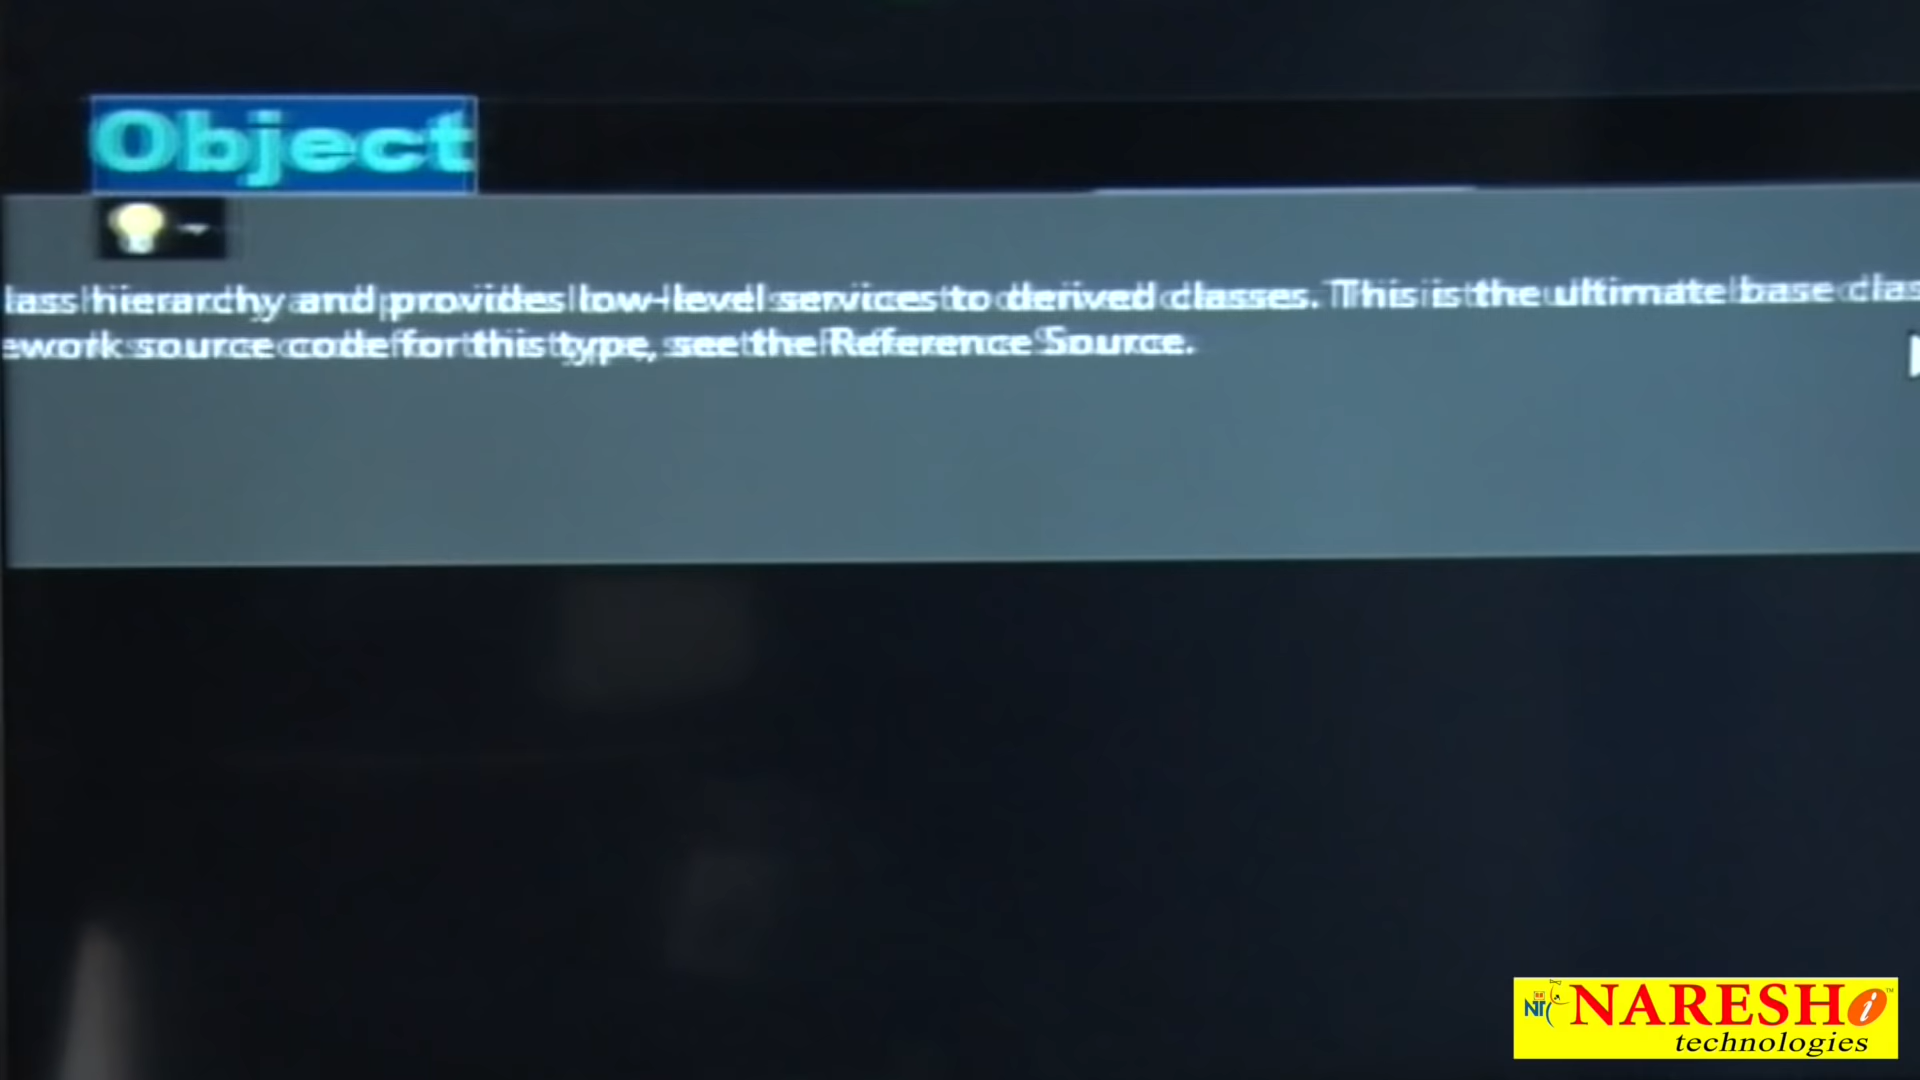 Object
lass hierarchy and provides low-level services to derived classes. This is the ultimate base clas
ework source code for this type, see the Reference Source.
NARESH i ™
technologies